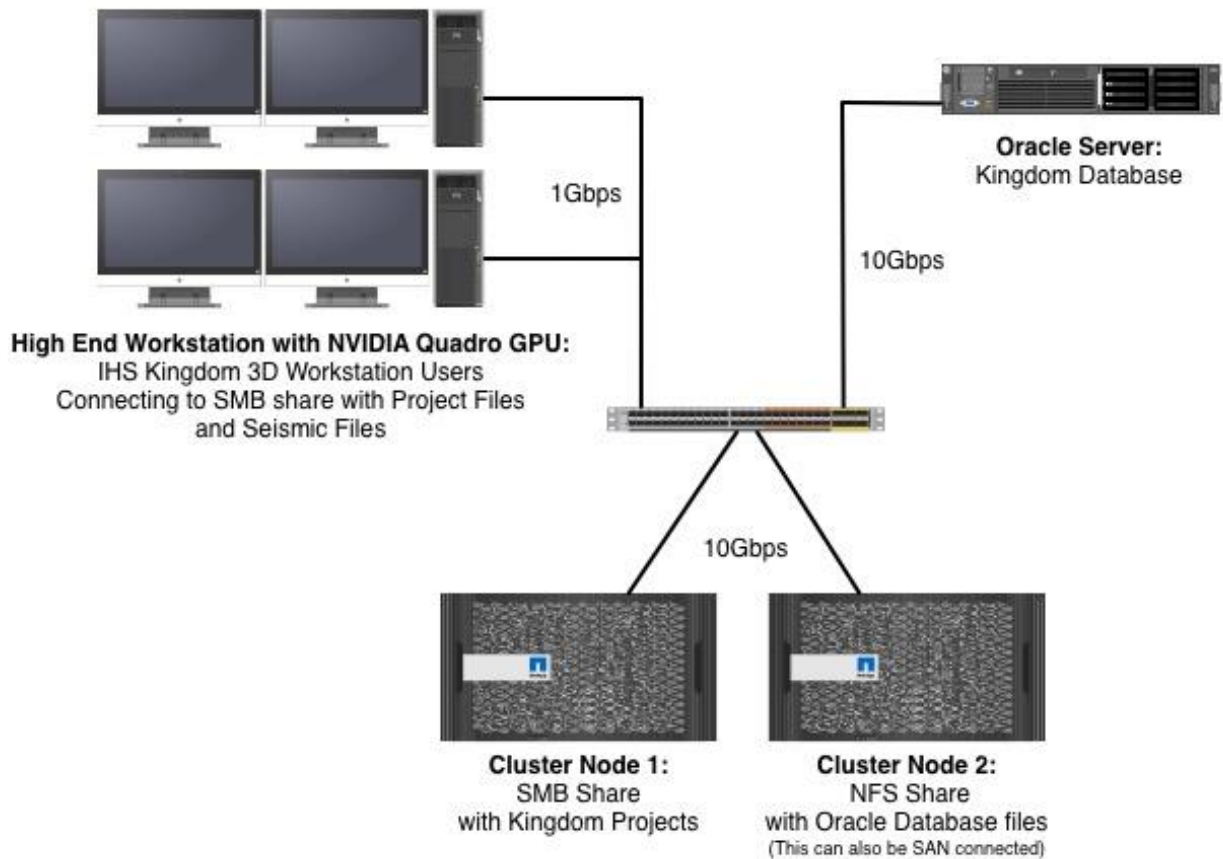 1Gbps
Oracle Server:
Kingdom Database
10Gbps
High End Workstation with NVIDIA Quadro GPU:
IHS Kingdom 3D Workstation Users
Connecting to SMB share with Project Files
and Seismic Files
10Gbps
Cluster Node 1:
SMB Share
with Kingdom Projects
Cluster Node 2:
NFS Share
with Oracle Database files
(This can also be SAN connected)